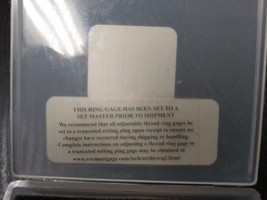 THIS RING GAGE HAS BEEN SET TO A
SET MASTER PRIOR TO SHIPMENT
We recommend that all adjustable thread ring gages be
set to a truncated setting plug upon receipt to ensure no
changes have occurred during shipping or handling.
Complete instructions on adjusting a thread ring gage to
a truncated setting plug gage may be obtained at